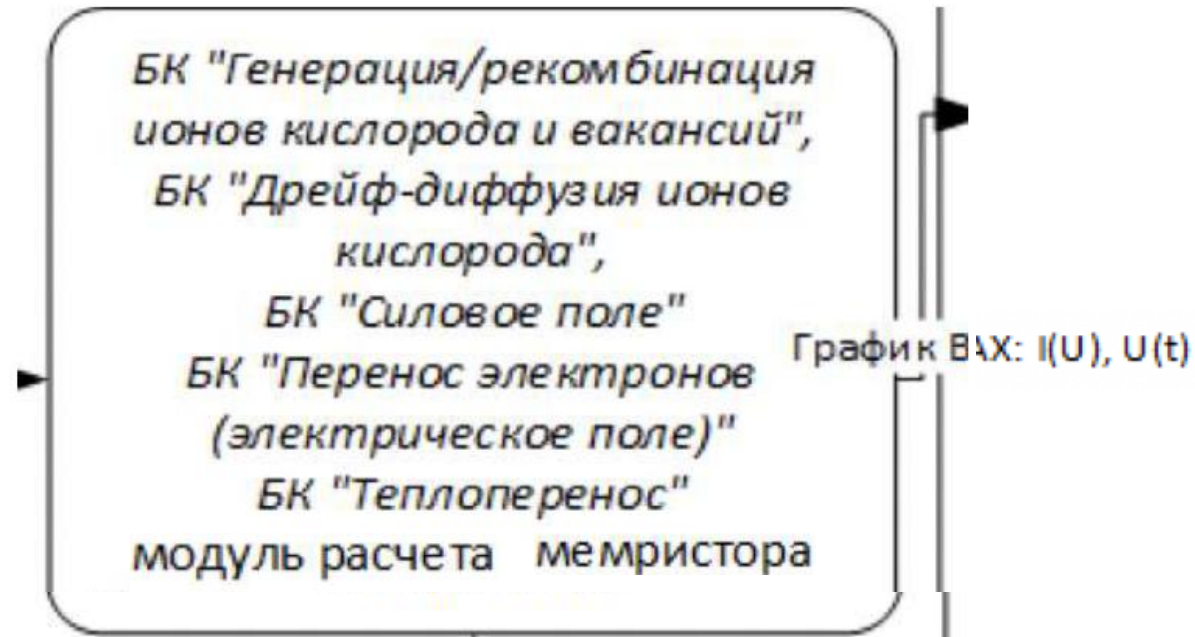 БК "Генерация/рекомбинация
ионов кислорода и вакансий",
БК "Дрейф-диффузия ионов
кислорода",
БК "Силовое поле"
БК "Перенос электронов
(электрическое поле)"
БК "Теплоперенос"
модуль расчета мемристора
График ВАХ: I(U), U(t)